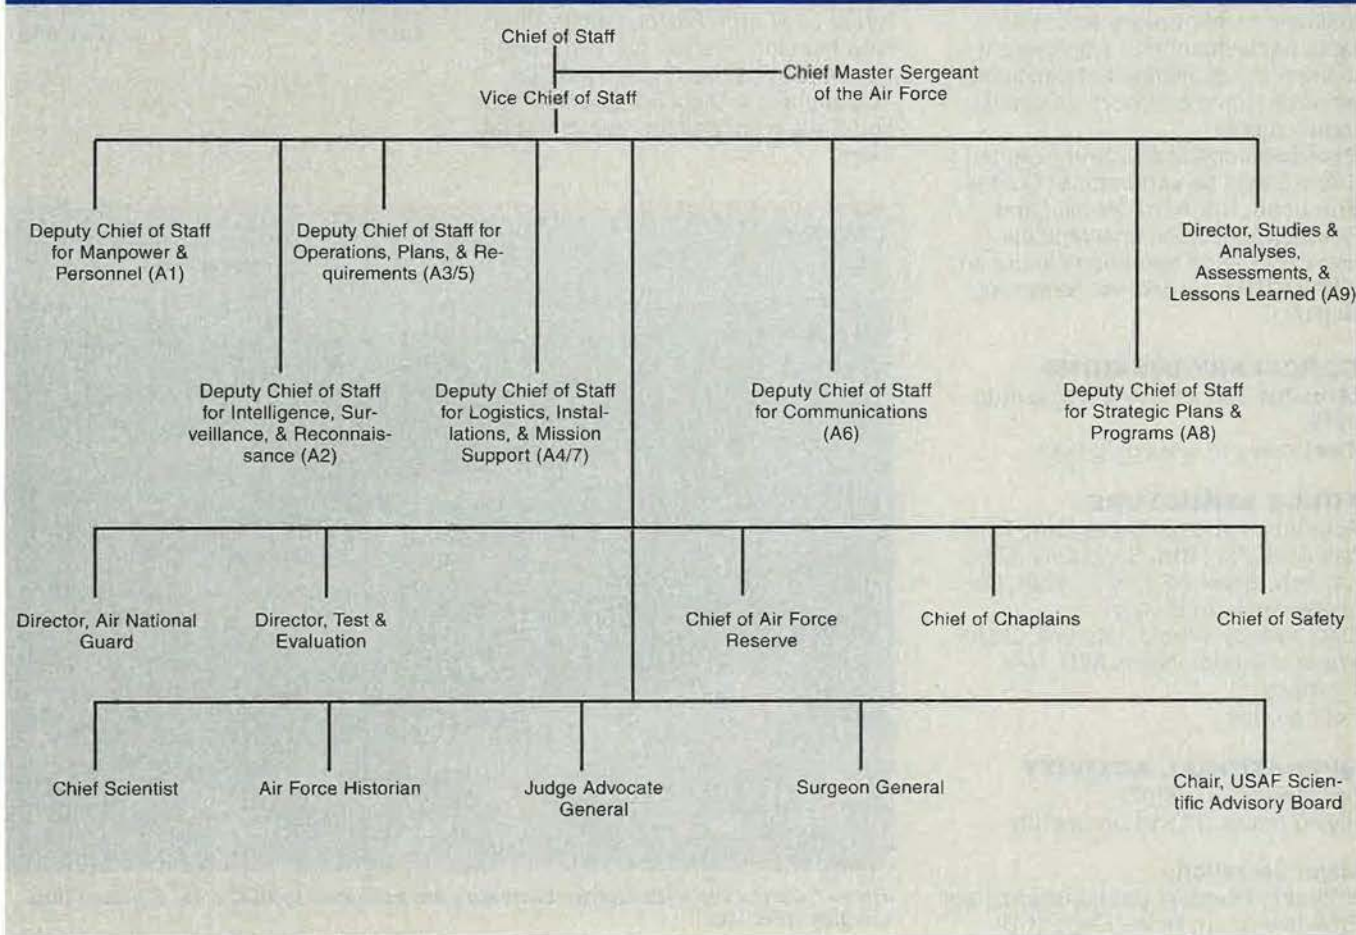 Chief of Staff
Chief Master Sergeant
of the Air Force
Vice Chief of Staff
Deputy Chief of Staff
for Manpower &
Personnel (A1)
Deputy Chief of Staff for
Operations, Plans, & Re-
quirements (A3/5)
Director, Studies &
Analyses,
Assessments, &
Lessons Learned (A9)
Deputy Chief of Staff
for Intelligence, Sur-
veillance, & Reconnais-
sance (A2)
Deputy Chief of Staff
for Logistics, Instal-
lations, & Mission
Support (A4/7)
Deputy Chief of Staff
for Communications
(A6)
Deputy Chief of Staff
for Strategic Plans &
Programs (A8)
Director, Air National
Guard
Director, Test &
Evaluation
Chief of Air Force
Reserve
Chief of Chaplains
Chief of Safety
Chief Scientist
Air Force Historian
Judge Advocate
General
Surgeon General
Chair, USAF Scien-
tific Advisory Board